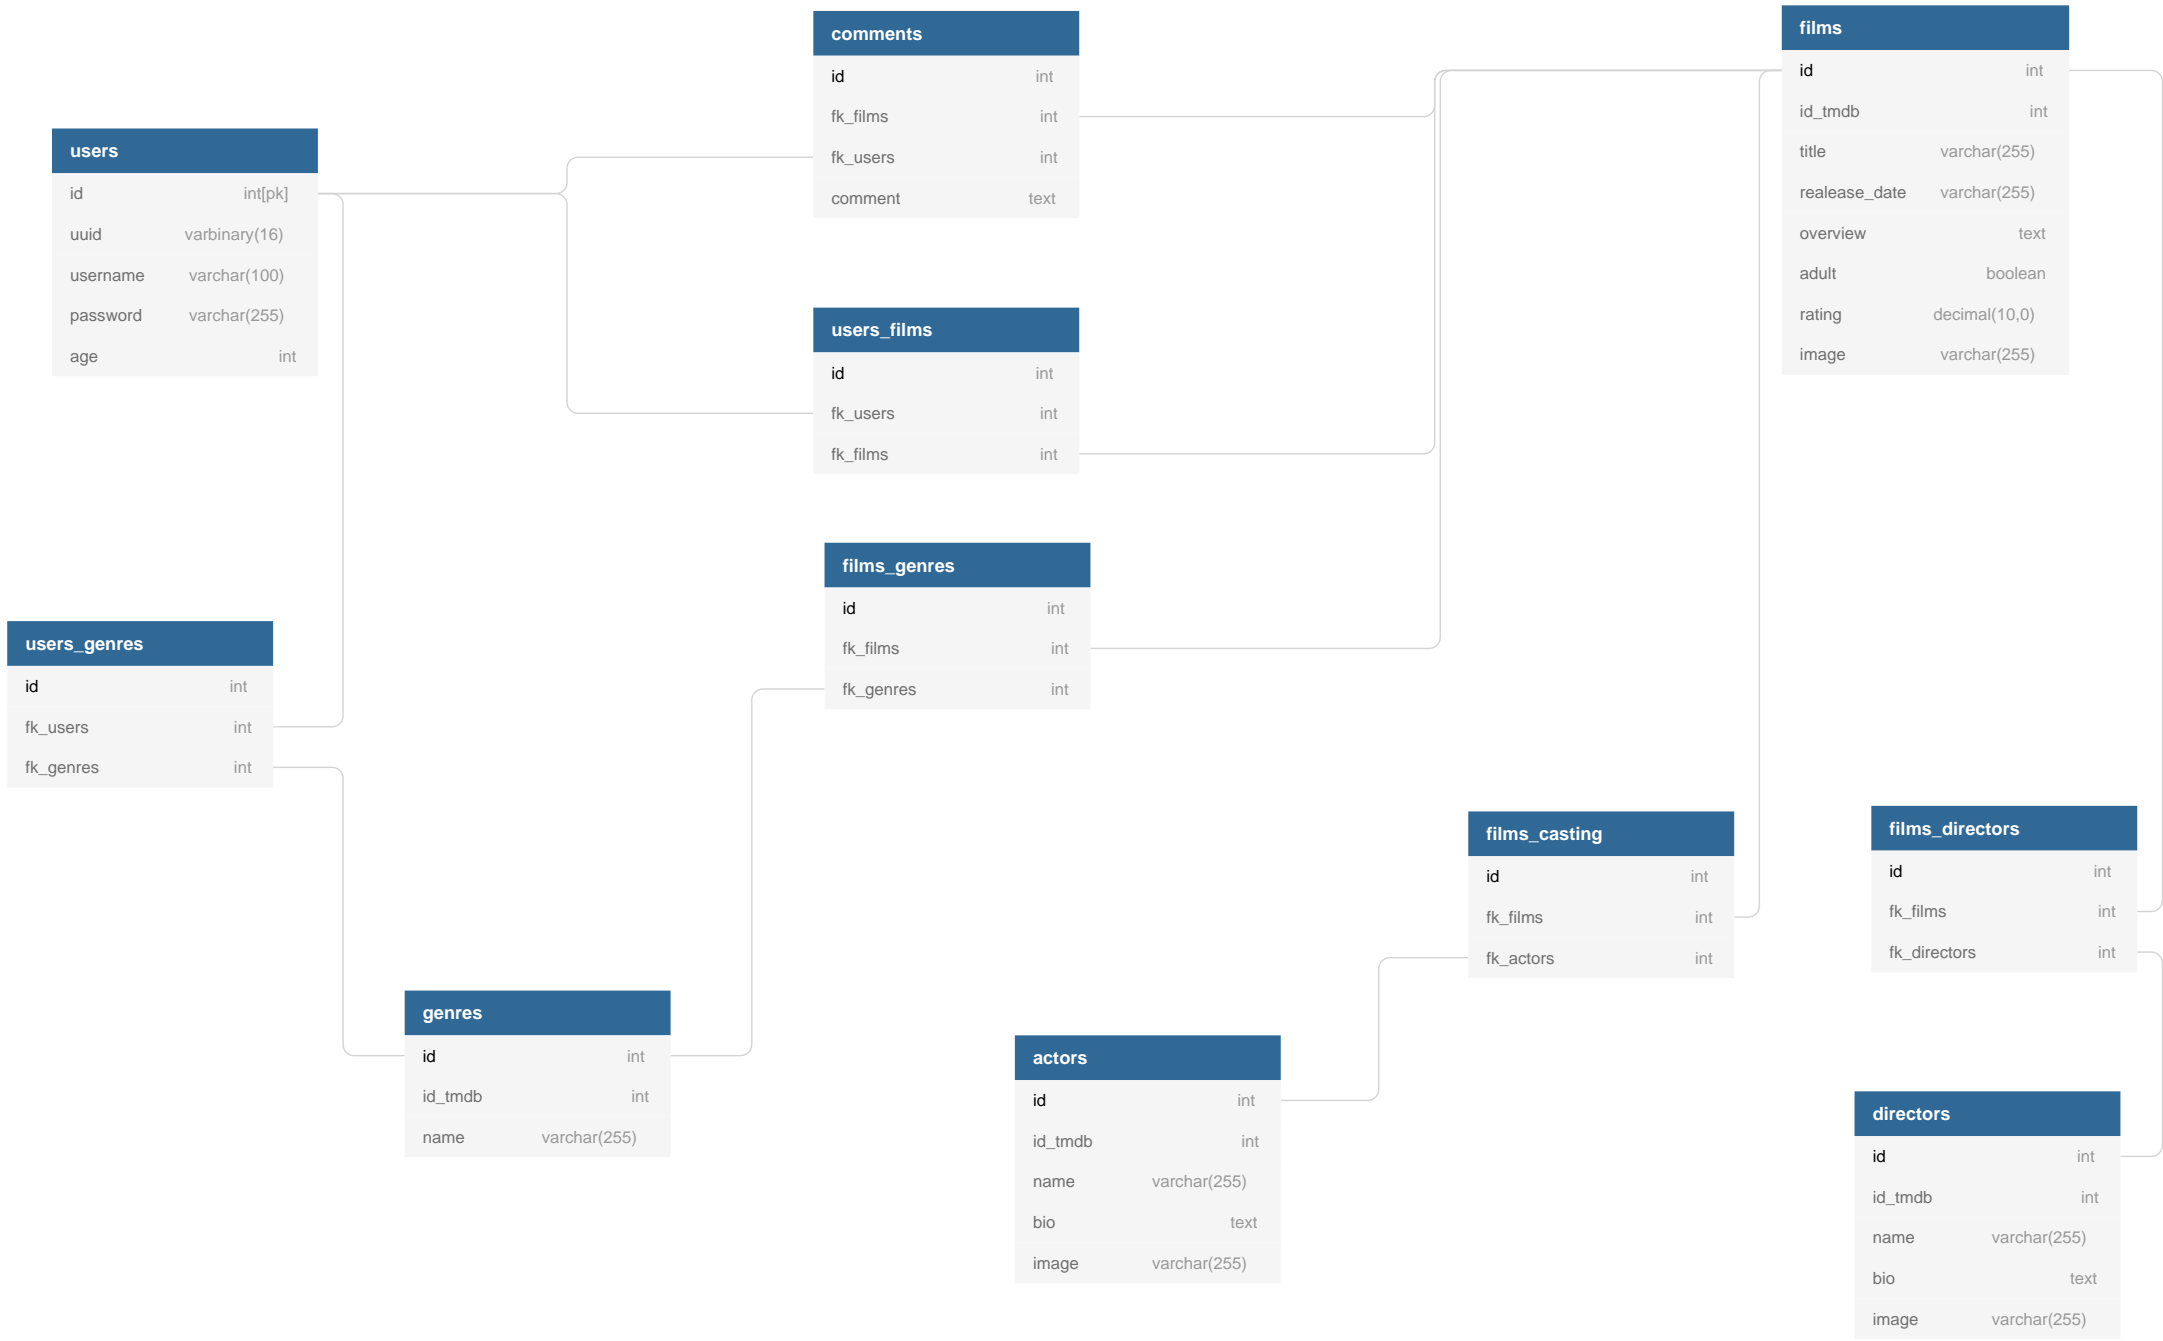 users
id int[pk]
uuid varbinary(16)
username varchar(100)
password varchar(255)
age int
comments
id int
fk_films int
fk_users int
comment text
films
id int
id_tmdb int
title varchar(255)
realease_date varchar(255)
overview text
adult boolean
rating decimal(10,0)
image varchar(255)
users_films
id int
fk_users int
fk_films int
films_genres
id int
fk_films int
fk_genres int
users_genres
id int
fk_users int
fk_genres int
films_casting
id int
fk_films int
fk_actors int
films_directors
id int
fk_films int
fk_directors int
genres
id int
id_tmdb int
name varchar(255)
actors
id int
id_tmdb int
name varchar(255)
bio text
image varchar(255)
directors
id int
id_tmdb int
name varchar(255)
bio text
image varchar(255)